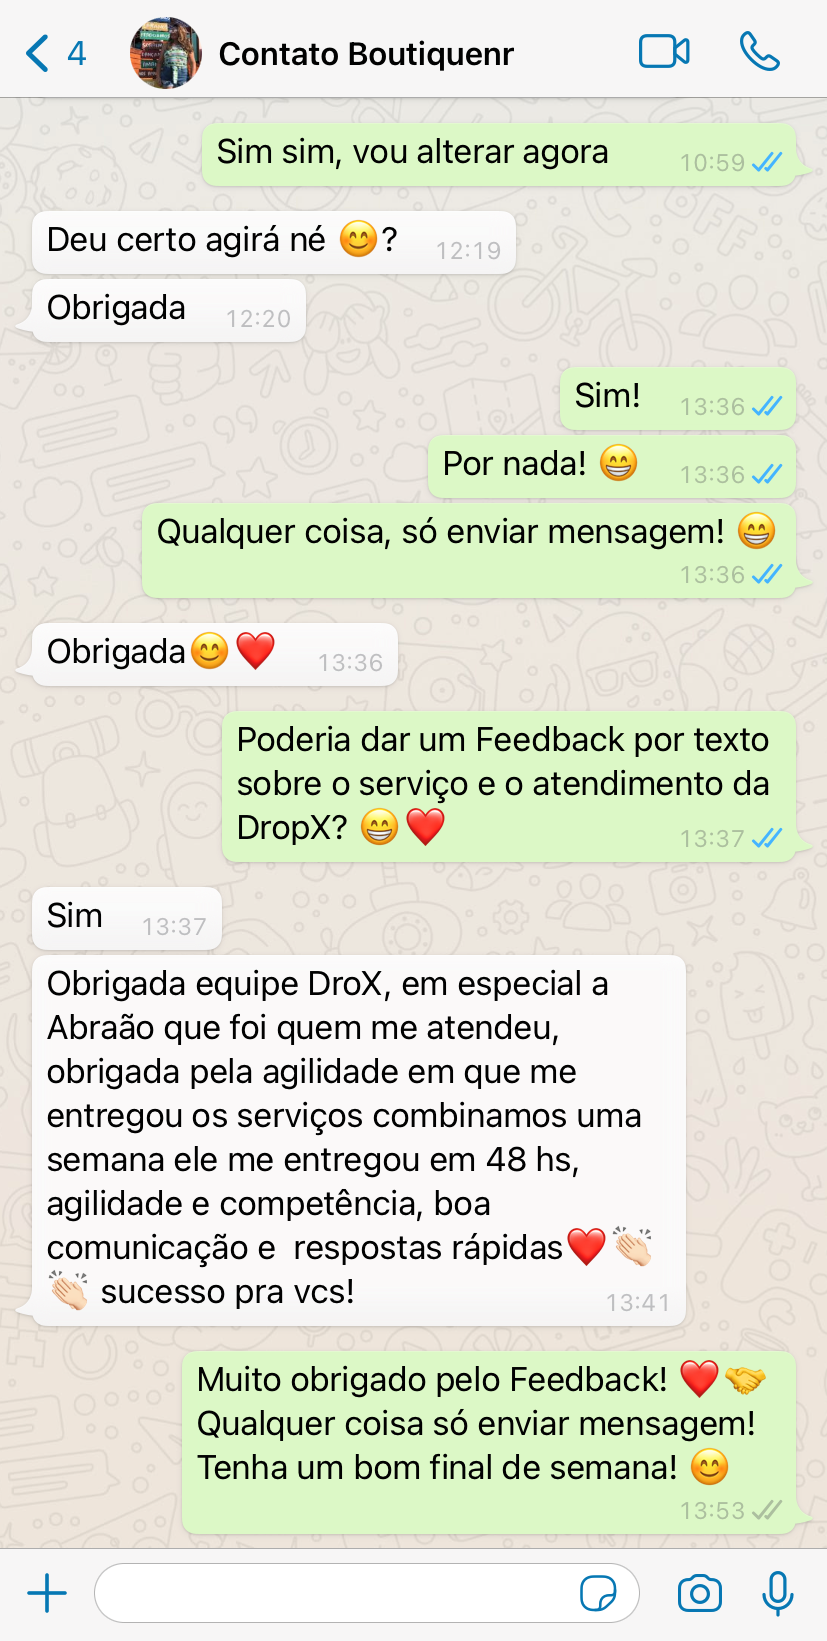 4 Contato Boutiquenr
Sim sim, vou alterar agora 10:59
Deu certo agirá né 😊? 12:19
Obrigada 12:20
Sim! 13:36
Por nada! 😁 13:36
Qualquer coisa, só enviar mensagem! 😁
13:36
Obrigada😊❤️ 13:36
Poderia dar um Feedback por texto
sobre o serviço e o atendimento da
DropX? 😁❤️ 13:37
Sim 13:37
Obrigada equipe DroX, em especial a
Abraão que foi quem me atendeu,
obrigada pela agilidade em que me
entregou os serviços combinamos uma
semana ele me entregou em 48 hs,
agilidade e competência, boa
comunicação e  respostas rápidas❤️👏🏻
👏🏻 sucesso pra vcs! 13:41
Muito obrigado pelo Feedback! ❤️🤝
Qualquer coisa só enviar mensagem!
Tenha um bom final de semana! 😊
13:53